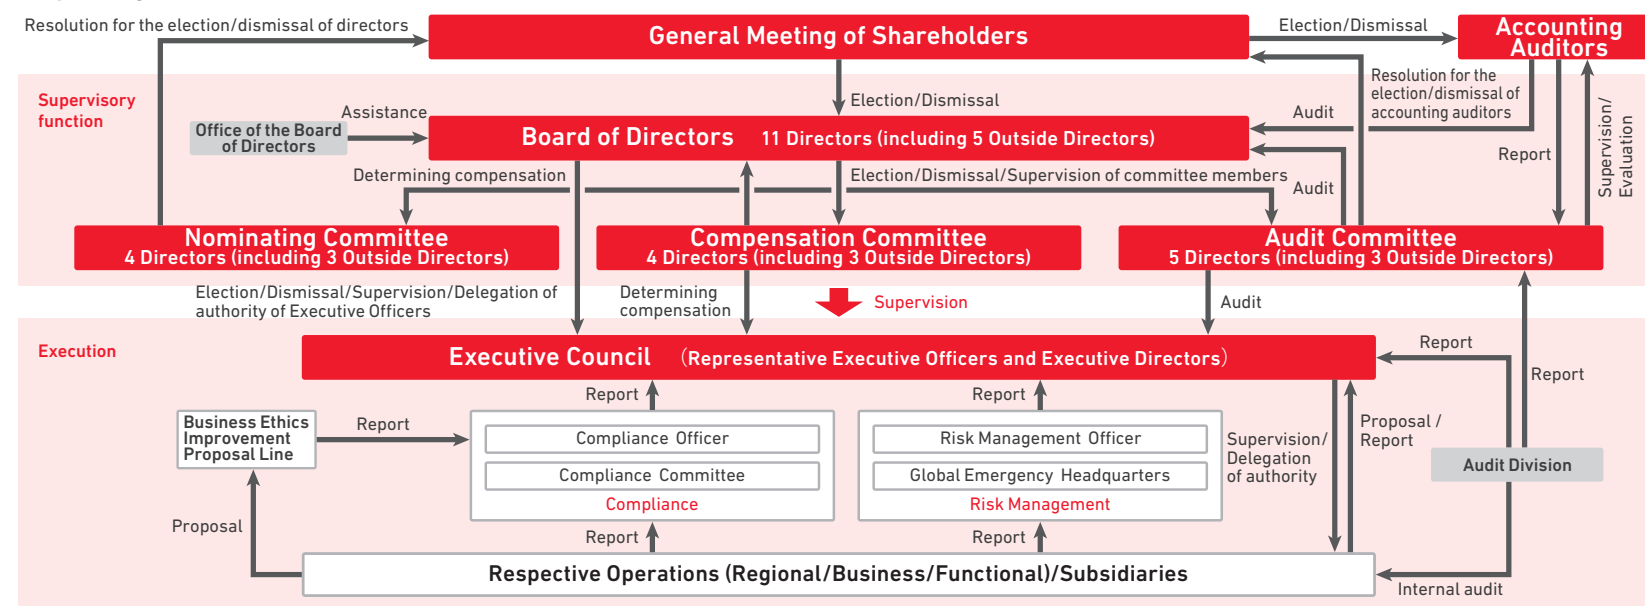 Resolution for the election/dismissal of directors
General Meeting of Shareholders
Election/Dismissal
Accounting
Auditors
Supervisory
function
Election/Dismissal
Resolution for the
election/dismissal of
accounting auditors
Supervision/
Evaluation
Assistance
Office of the Board
of Directors
Board of Directors 11 Directors (including 5 Outside Directors)
Audit
Report
Determining compensation
Election/Dismissal/Supervision of committee members
Audit
Nominating Committee
4 Directors (including 3 Outside Directors)
Compensation Committee
4 Directors (including 3 Outside Directors)
Audit Committee
5 Directors (including 3 Outside Directors)
Election/Dismissal/Supervision/Delegation of
authority of Executive Officers
Determining
compensation
Supervision
Audit
Execution
Executive Council (Representative Executive Officers and Executive Directors)
Report
Report
Report
Report
Business Ethics
Improvement
Proposal Line
Report
Compliance Officer
Compliance Committee
Compliance
Risk Management Officer
Global Emergency Headquarters
Risk Management
Supervision/
Delegation
of authority
Proposal /
Report
Audit Division
Proposal
Report
Report
Respective Operations (Regional/Business/Functional)/Subsidiaries
Internal audit